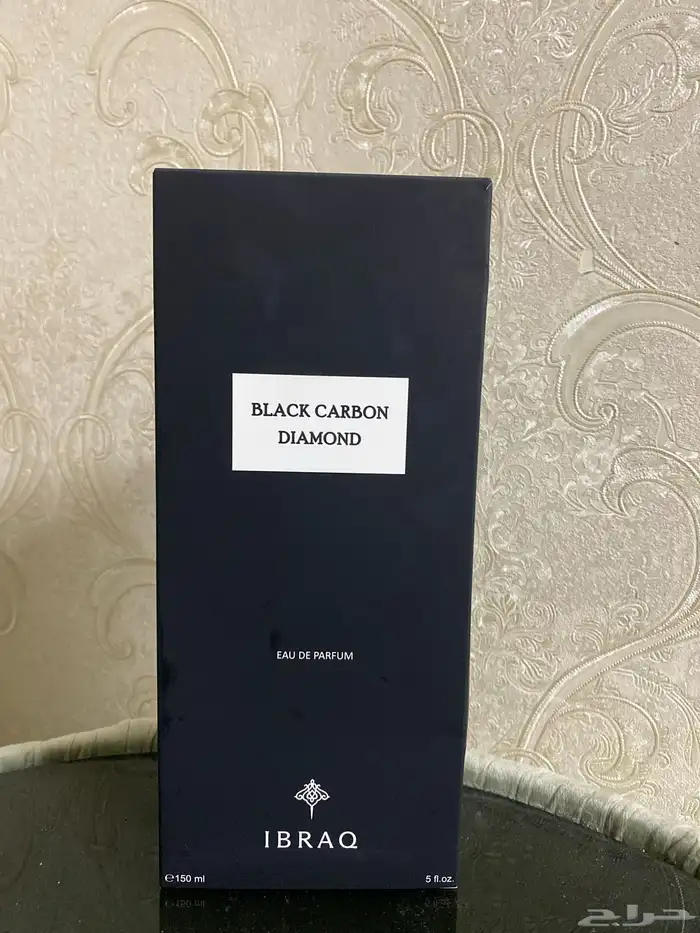 BLACK CARBON
DIAMOND
EAU DE PARFUM
IBRAQ
℮150 ml
5 fl.oz.
حراج